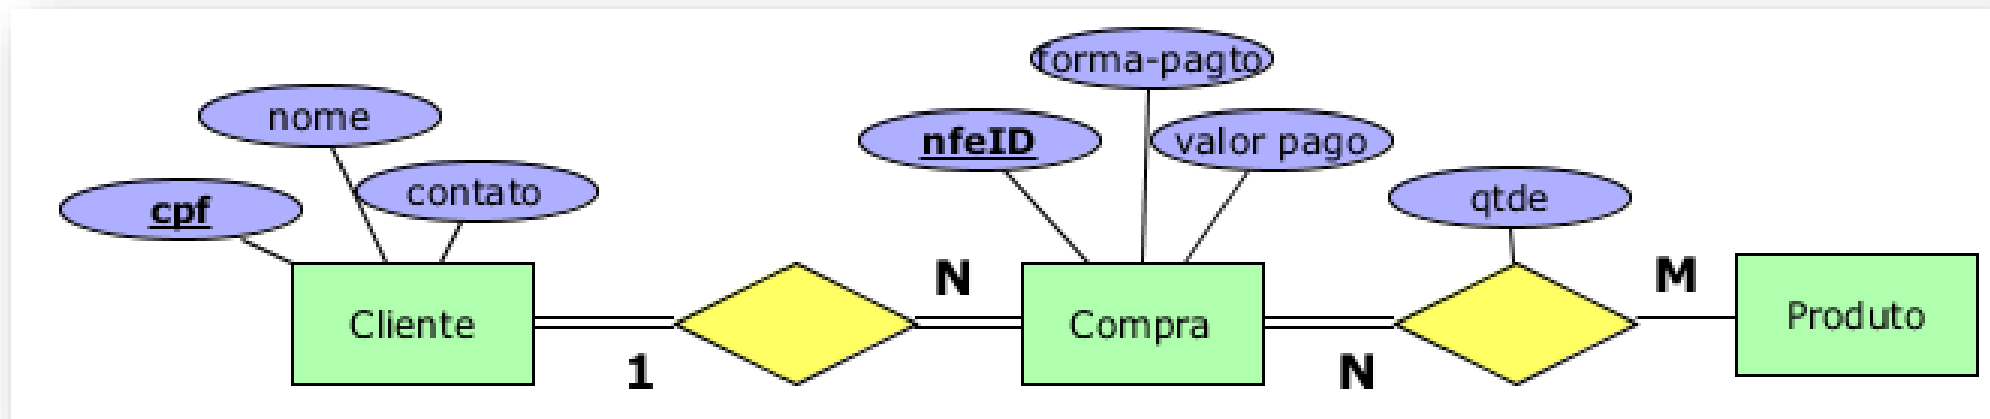 forma-pagto
nome
nfeID
valor pago
contato
qtde
cpf
N
M
Cliente
Compra
Produto
1
N